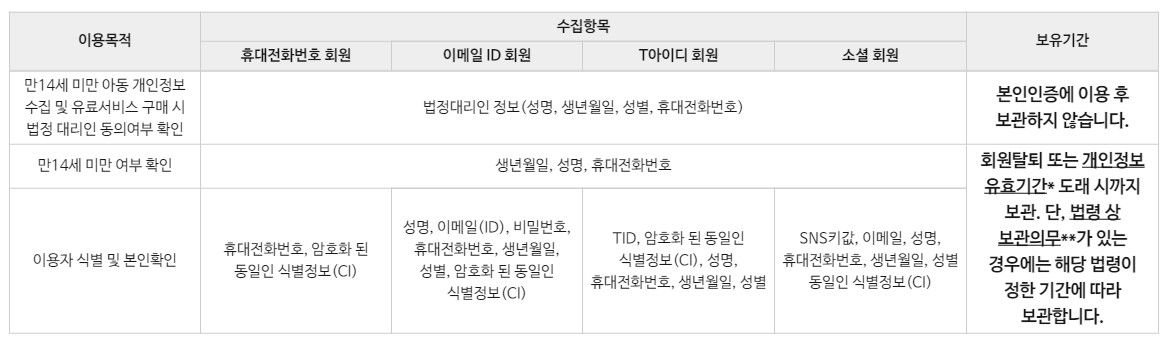 이용목적
수집항목
보유기간
휴대전화번호 회원
이메일 ID 회원
T아이디 회원
소셜 회원
만14세 미만 아동 개인정보
수집 및 유료서비스 구매 시
법정 대리인 동의여부 확인
법정대리인 정보(성명, 생년월일, 성별, 휴대전화번호)
본인인증에 이용 후
보관하지 않습니다.
만14세 미만 여부 확인
생년월일, 성명, 휴대전화번호
이용자 식별 및 본인확인
휴대전화번호, 암호화 된
동일인 식별정보(CI)
성명, 이메일(ID), 비밀번호,
휴대전화번호, 생년월일,
성별, 암호화 된 동일인
식별정보(CI)
TID, 암호화 된 동일인
식별정보(CI), 성명,
휴대전화번호, 생년월일, 성별
SNS키값, 이메일, 성명,
휴대전화번호, 생년월일, 성별
동일인 식별정보(CI)
회원탈퇴 또는 개인정보
유효기간* 도래 시까지
보관. 단, 법령 상
보관의무**가 있는
경우에는 해당 법령이
정한 기간에 따라
보관합니다.